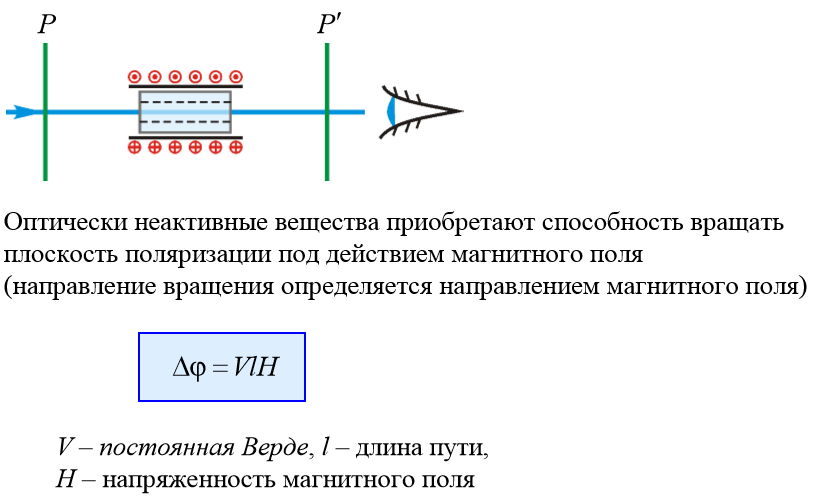 P P′
Оптически неактивные вещества приобретают способность вращать
плоскость поляризации под действием магнитного поля
(направление вращения определяется направлением магнитного поля)
Δφ = VlH
V – постоянная Верде, l – длина пути,
H – напряженность магнитного поля